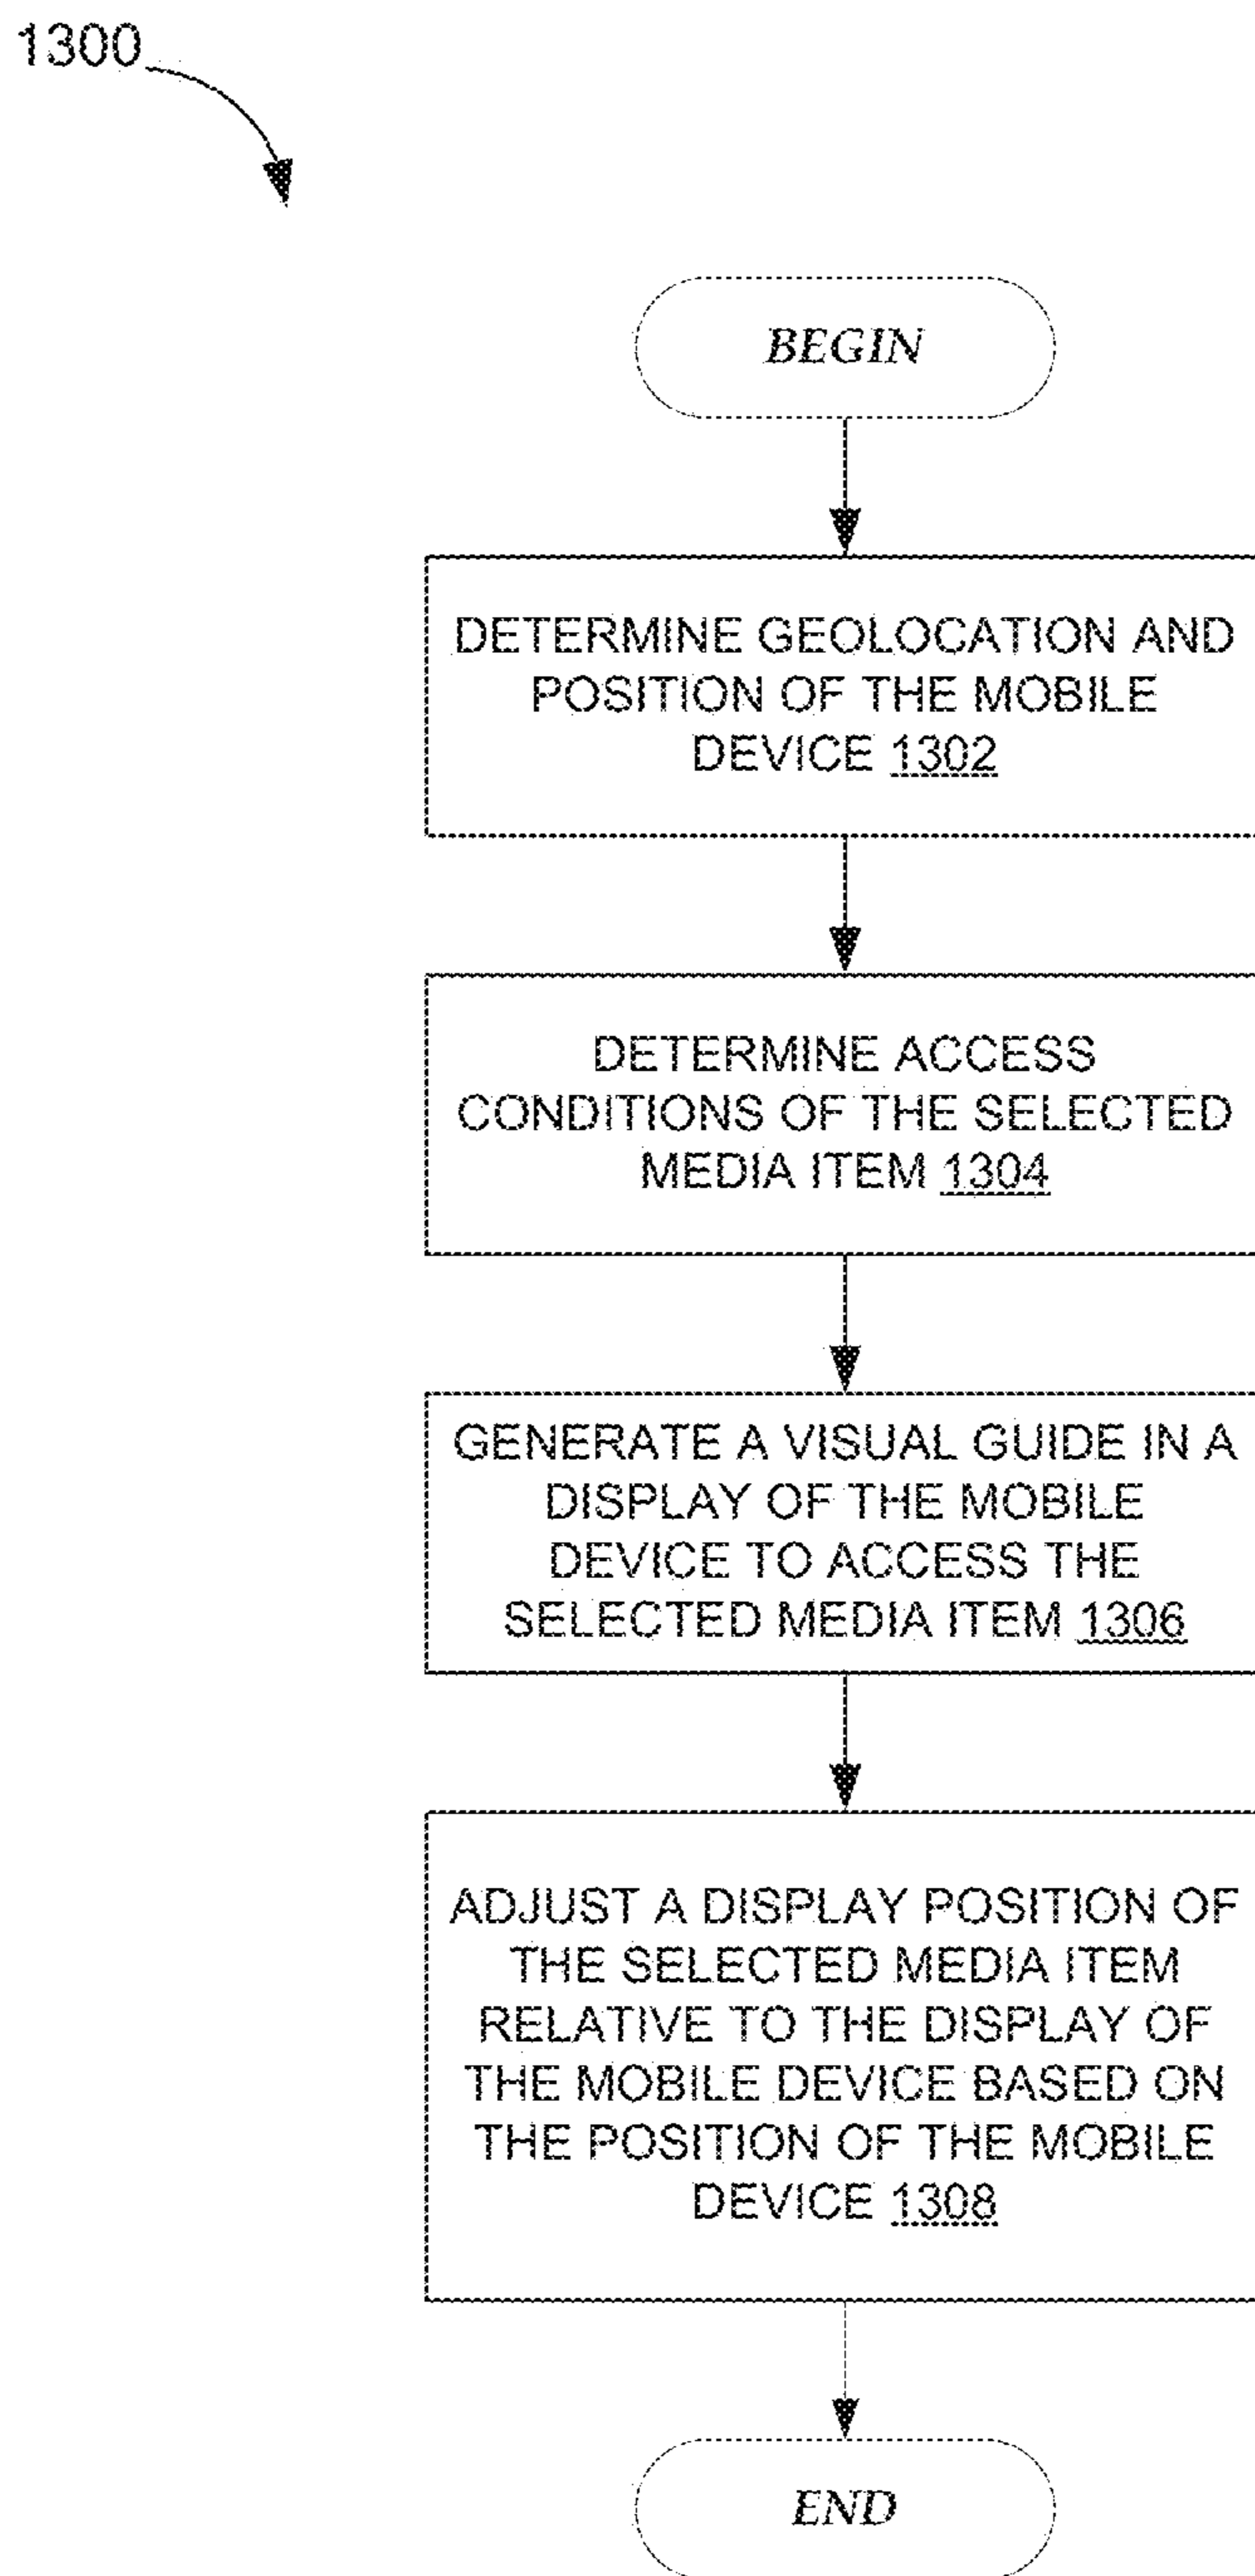 1300
BEGIN
DETERMINE GEOLOCATION AND
POSITION OF THE MOBILE
DEVICE 1302
DETERMINE ACCESS
CONDITIONS OF THE SELECTED
MEDIA ITEM 1304
GENERATE A VISUAL GUIDE IN A
DISPLAY OF THE MOBILE
DEVICE TO ACCESS THE
SELECTED MEDIA ITEM 1306
ADJUST A DISPLAY POSITION OF
THE SELECTED MEDIA ITEM
RELATIVE TO THE DISPLAY OF
THE MOBILE DEVICE BASED ON
THE POSITION OF THE MOBILE
DEVICE 1308
END